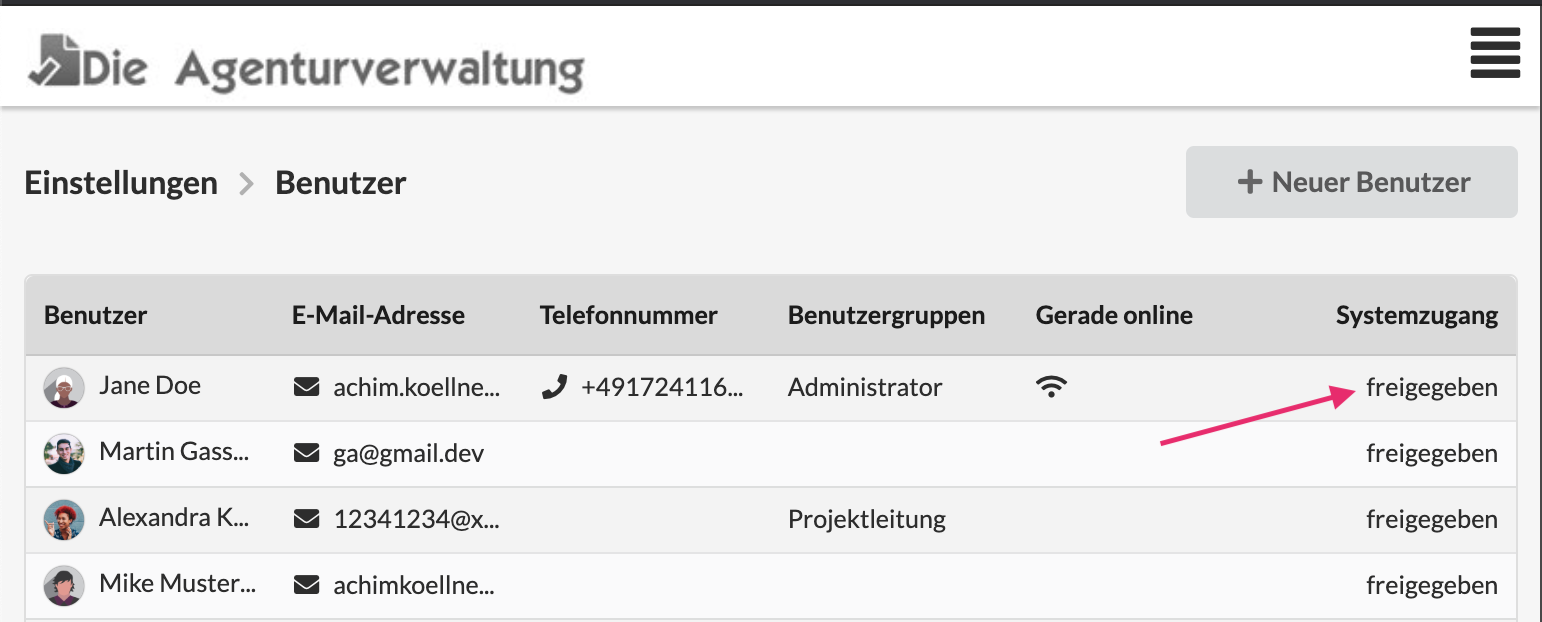 Die Agenturverwaltung
Einstellungen > Benutzer
+ Neuer Benutzer
Benutzer E-Mail-Adresse Telefonnummer Benutzergruppen Gerade online Systemzugang
Jane Doe achim.koellne... +491724116... Administrator freigegeben
Martin Gass... ga@gmail.dev freigegeben
Alexandra K... 12341234@x... Projektleitung freigegeben
Mike Muster... achimkoellne... freigegeben